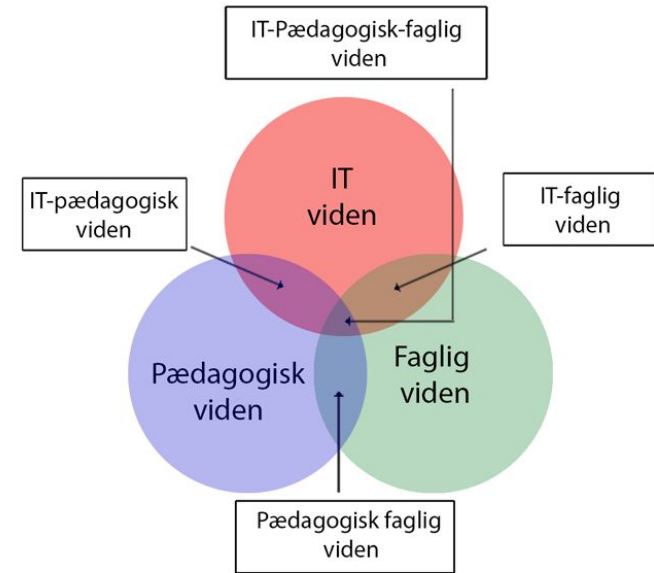 IT-Pædagogisk-faglig
viden
IT
viden
IT-pædagogisk
viden
IT-faglig
viden
Pædagogisk
viden
Faglig
viden
Pædagogisk faglig
viden